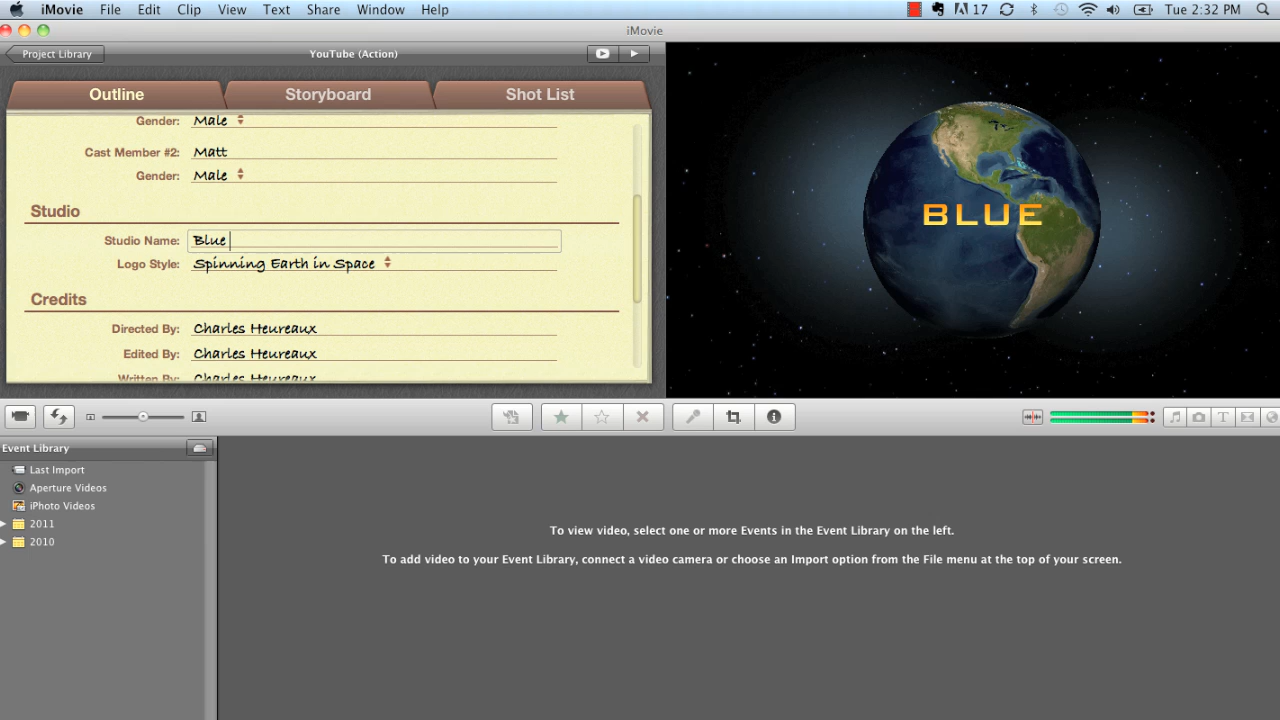 iMovie File Edit Clip View Text Share Window Help 17 Tue 2:32 PM
iMovie
Project Library YouTube (Action)
Outline Storyboard Shot List
Gender: Male
Cast Member #2: Matt
Gender: Male
Studio
Studio Name: Blue
Logo Style: Spinning Earth in Space
Credits
Directed By: Charles Heureaux
Edited By: Charles Heureaux
Written By: Charles Heureaux
BLUE
Event Library
Last Import
Aperture Videos
iPhoto Videos
2011
2010
To view video, select one or more Events in the Event Library on the left.
To add video to your Event Library, connect a video camera or choose an Import option from the File menu at the top of your screen.